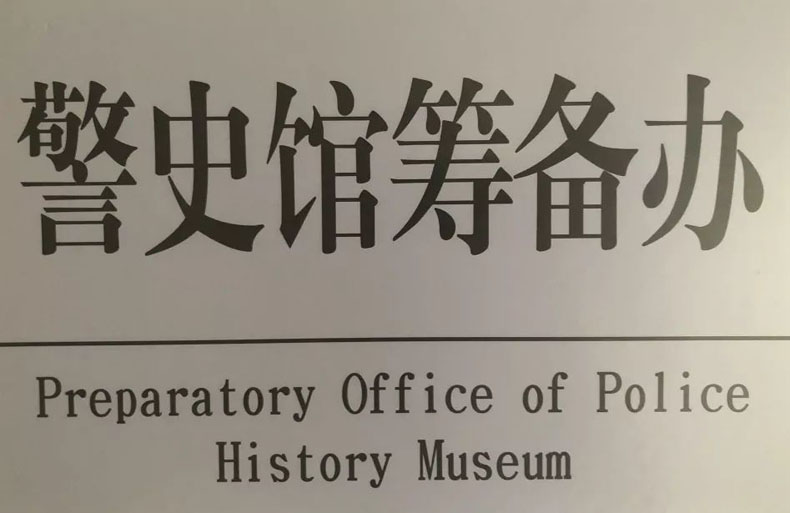 警史馆筹备办
Preparatory Office of Police
History Museum